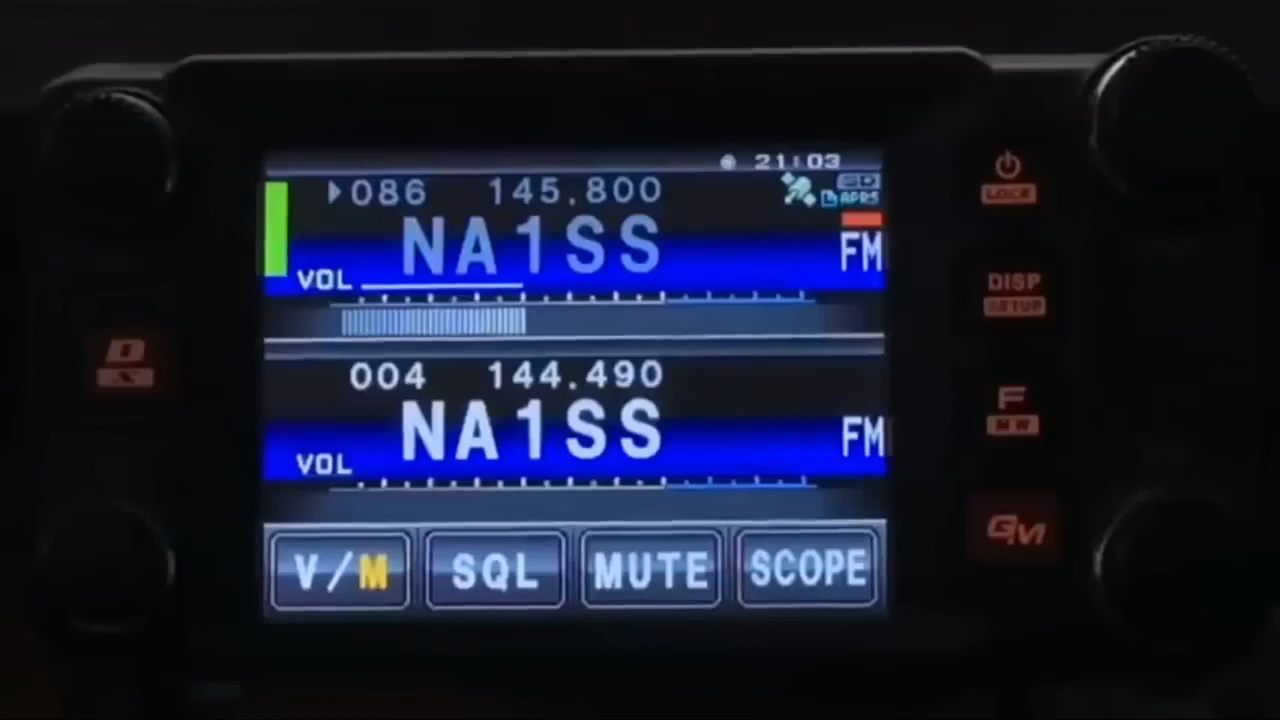 21:03
086 145.800
APRS
NA1SS FM
VOL
004 144.490
NA1SS FM
VOL
V/M SQL MUTE SCOPE
LOCK
DISP
SETUP
F
MW
GM
D
X